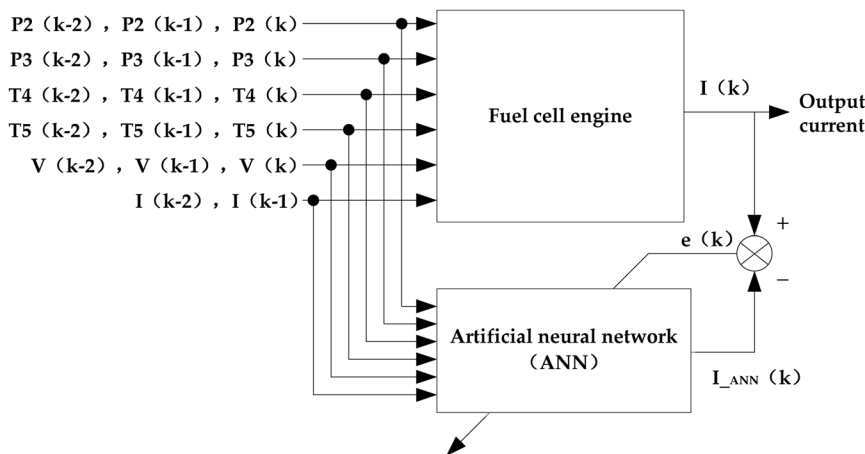 P2（k-2）, P2（k-1）, P2（k）
P3（k-2）, P3（k-1）, P3（k）
T4（k-2）, T4（k-1）, T4（k）
T5（k-2）, T5（k-1）, T5（k）
V（k-2）, V（k-1）, V（k）
I（k-2）, I（k-1）
Fuel cell engine
I（k）
Output
current
+
e（k）
−
Artificial neural network
（ANN）
I_ANN（k）